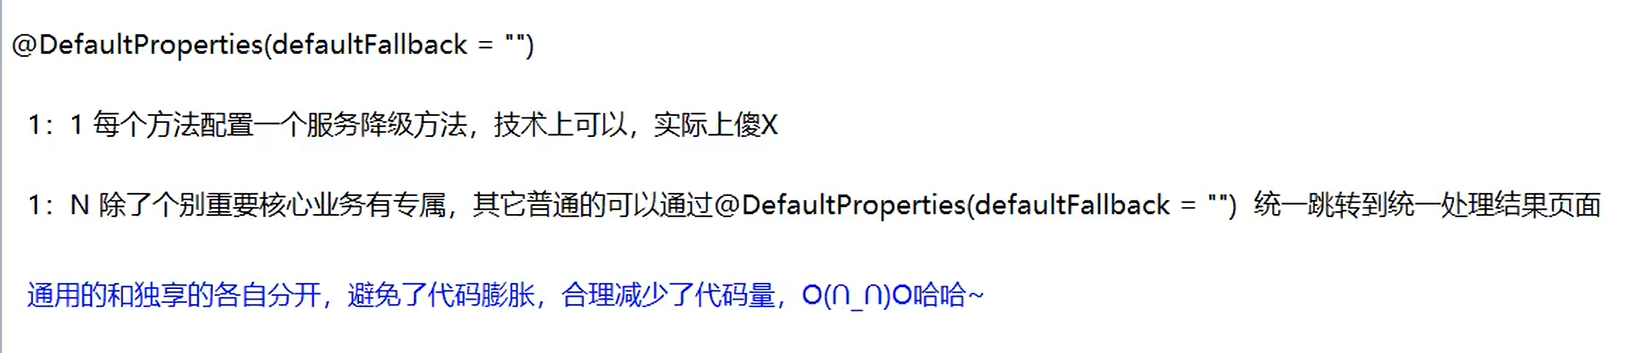 @DefaultProperties(defaultFallback = "")
1：1 每个方法配置一个服务降级方法，技术上可以，实际上傻X
1：N 除了个别重要核心业务有专属，其它普通的可以通过@DefaultProperties(defaultFallback = "") 统一跳转到统一处理结果页面
通用的和独享的各自分开，避免了代码膨胀，合理减少了代码量，O(∩_∩)O哈哈~